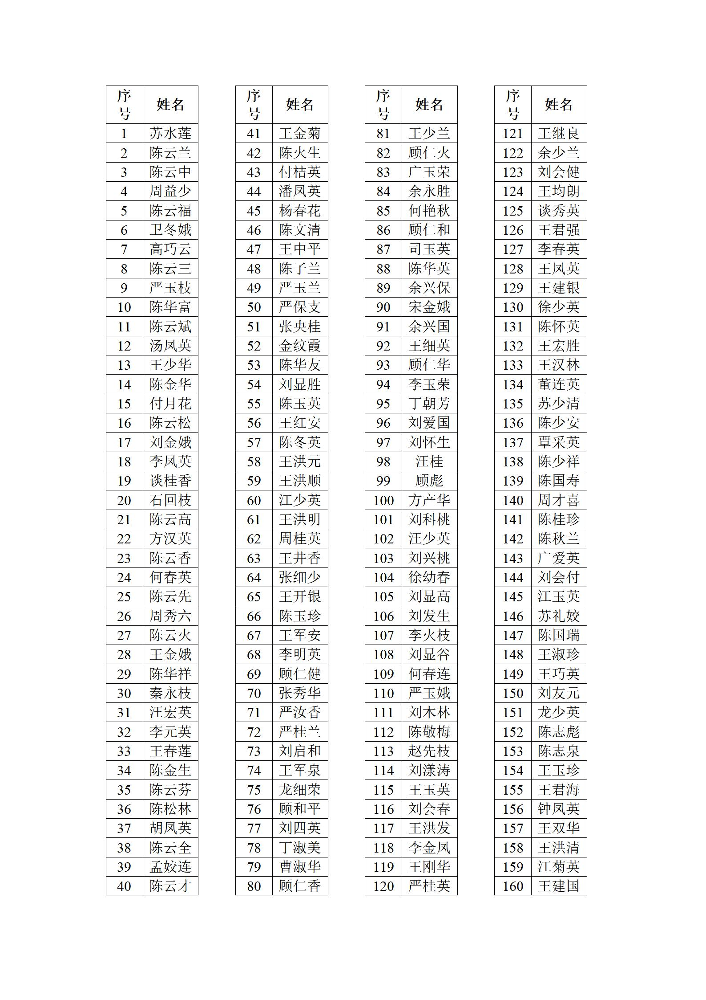 序号 姓名
1 苏水莲
2 陈云兰
3 陈云中
4 周益少
5 陈云福
6 卫冬娥
7 高巧云
8 陈云三
9 严玉枝
10 陈华富
11 陈云斌
12 汤凤英
13 王少华
14 陈金华
15 付月花
16 陈云松
17 刘金娥
18 李凤英
19 谈桂香
20 石回枝
21 陈云高
22 方汉英
23 陈云香
24 何春英
25 陈云先
26 周秀六
27 陈云火
28 王金娥
29 陈华祥
30 秦永枝
31 汪宏英
32 李元英
33 王春莲
34 陈金生
35 陈云芬
36 陈松林
37 胡凤英
38 陈云全
39 孟姣连
40 陈云才
序号 姓名
41 王金菊
42 陈火生
43 付桔英
44 潘凤英
45 杨春花
46 陈文清
47 王中平
48 陈子兰
49 严玉兰
50 严保支
51 张央桂
52 金纹霞
53 陈华友
54 刘显胜
55 陈玉英
56 王红安
57 陈冬英
58 王洪元
59 王洪顺
60 江少英
61 王洪明
62 周桂英
63 王井香
64 张细少
65 王开银
66 陈玉珍
67 王军安
68 李明英
69 顾仁健
70 张秀华
71 严汝香
72 严桂兰
73 刘启和
74 王军泉
75 龙细荣
76 顾和平
77 刘四英
78 丁淑美
79 曹淑华
80 顾仁香
序号 姓名
81 王少兰
82 顾仁火
83 广玉荣
84 余永胜
85 何艳秋
86 顾仁和
87 司玉英
88 陈华英
89 余兴保
90 宋金娥
91 余兴国
92 王细英
93 顾仁华
94 李玉荣
95 丁朝芳
96 刘爱国
97 刘怀生
98 汪桂
99 顾彪
100 方产华
101 刘科桃
102 汪少英
103 刘兴桃
104 徐幼春
105 刘显高
106 刘发生
107 李火枝
108 刘显谷
109 何春连
110 严玉娥
111 刘木林
112 陈敬梅
113 赵先枝
114 刘漾涛
115 王玉英
116 刘会春
117 王洪发
118 李金凤
119 王刚华
120 严桂英
序号 姓名
121 王继良
122 余少兰
123 刘会健
124 王均朗
125 谈秀英
126 王君强
127 李春英
128 王凤英
129 王建银
130 徐少英
131 陈怀英
132 王宏胜
133 王汉林
134 董连英
135 苏少清
136 陈少安
137 覃采英
138 陈少祥
139 陈国寿
140 周才喜
141 陈桂珍
142 陈秋兰
143 广爱英
144 刘会付
145 江玉英
146 苏礼姣
147 陈国瑞
148 王淑珍
149 王巧英
150 刘友元
151 龙少英
152 陈志彪
153 陈志泉
154 王玉珍
155 王君海
156 钟凤英
157 王双华
158 王洪清
159 江菊英
160 王建国